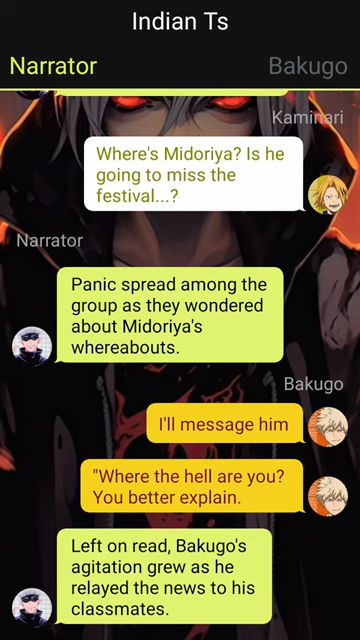 Indian Ts
Narrator
Bakugo
Kaminari
Where's Midoriya? Is he
going to miss the
festival...?
Narrator
Panic spread among the
group as they wondered
about Midoriya's
whereabouts.
Bakugo
I'll message him
"Where the hell are you?
You better explain.
Left on read, Bakugo's
agitation grew as he
relayed the news to his
classmates.